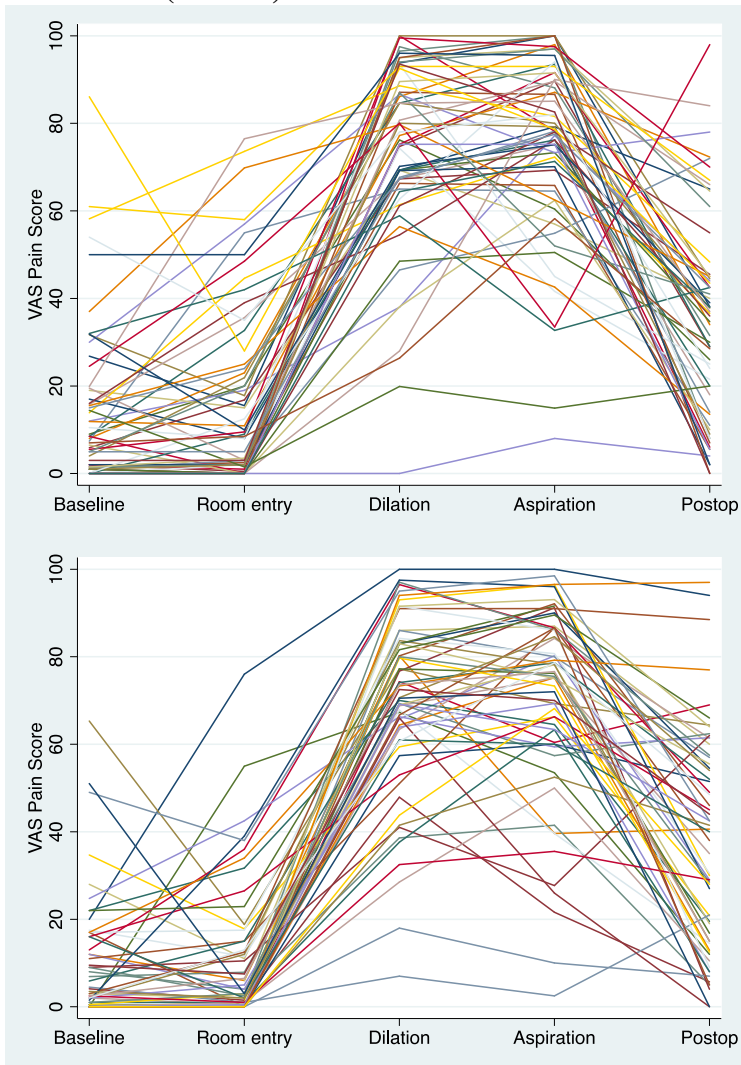 100
80
60
40
20
0
VAS Pain Score
Baseline
Room entry
Dilation
Aspiration
Postop
100
80
60
40
20
0
VAS Pain Score
Baseline
Room entry
Dilation
Aspiration
Postop